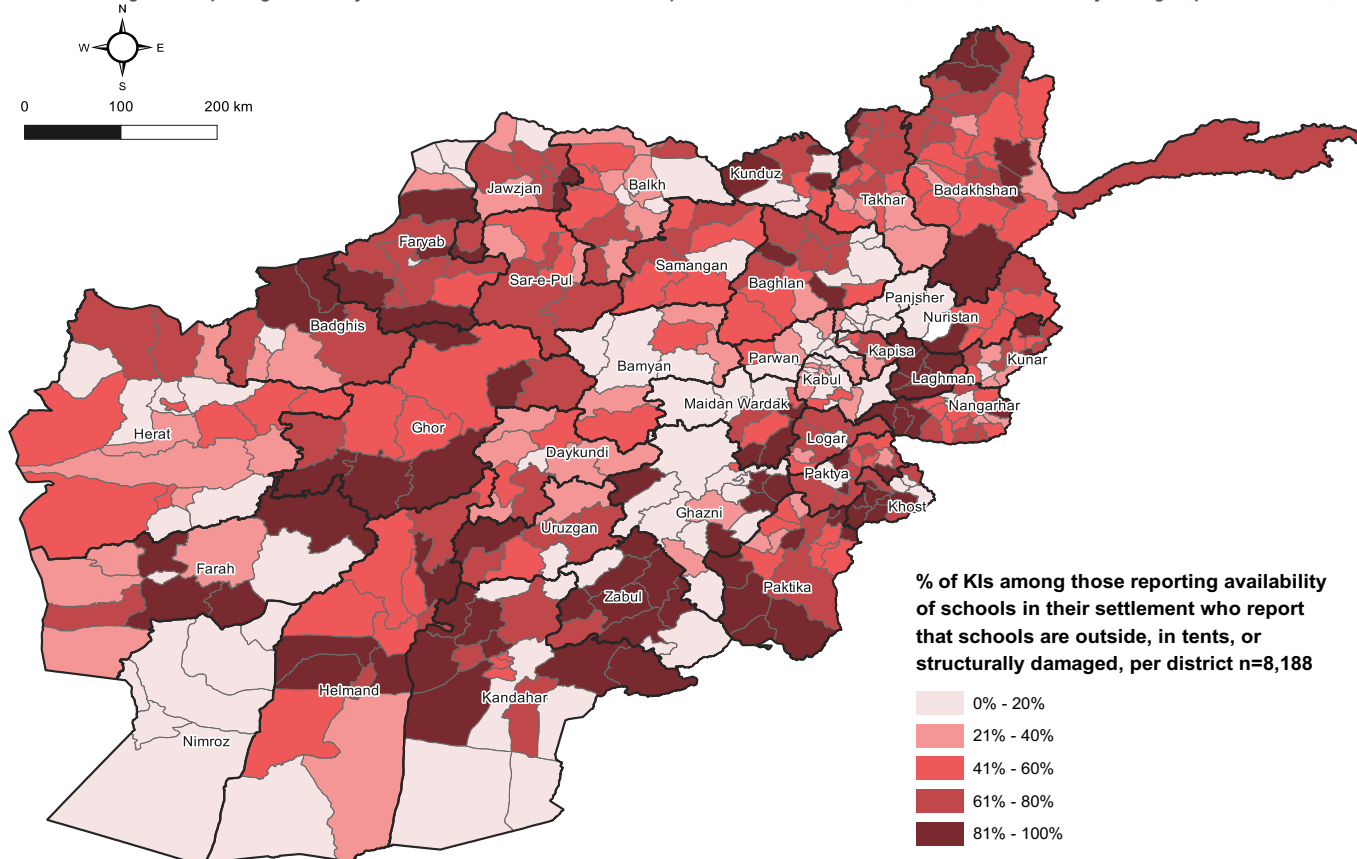 N
W
E
S
0
100
200 km
Kunduz
Balkh
Jawzjan
Takhar
Badakhshan
Faryab
Samangan
Sar-e-Pul
Baghlan
Panjsher
Nuristan
Badghis
Kapisa
Parwan
Kunar
Bamyan
Laghman
Kabul
Maidan Wardak
Nangarhar
Ghor
Herat
Logar
Daykundi
Paktya
Khost
Ghazni
Uruzgan
Farah
Paktika
Zabul
Helmand
Kandahar
Nimroz
% of KIs among those reporting availability
of schools in their settlement who report
that schools are outside, in tents, or
structurally damaged, per district n=8,188
0% - 20%
21% - 40%
41% - 60%
61% - 80%
81% - 100%